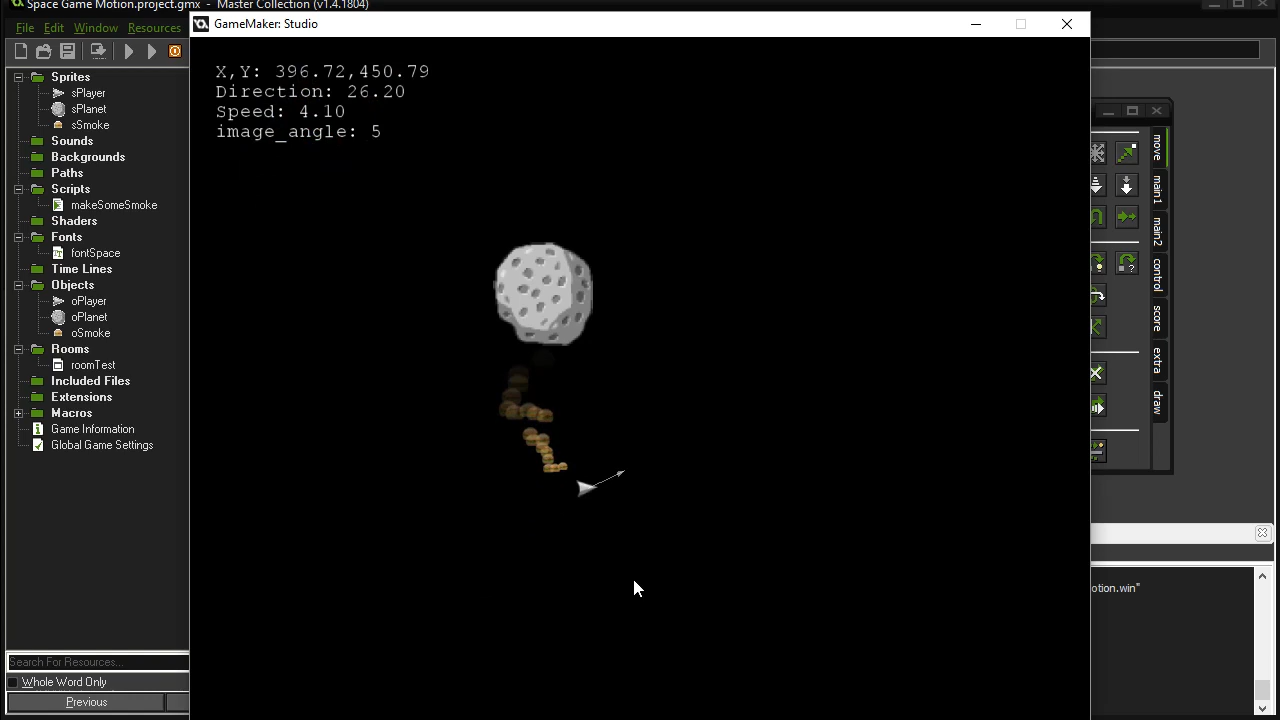 Space Game Motion.project.gmx - Master Collection (v1.4.1804)
GameMaker: Studio
File Edit Window Resources
X,Y: 396.72,450.79
Direction: 26.20
Speed: 4.10
image_angle: 5
Sprites
sPlayer
sPlanet
sSmoke
Sounds
Backgrounds
Paths
Scripts
makeSomeSmoke
Shaders
Fonts
fontSpace
Time Lines
Objects
oPlayer
oPlanet
oSmoke
Rooms
roomTest
Included Files
Extensions
Macros
Game Information
Global Game Settings
Search For Resources...
Whole Word Only
Previous
move
main1
main2
control
score
extra
draw
otion.win"